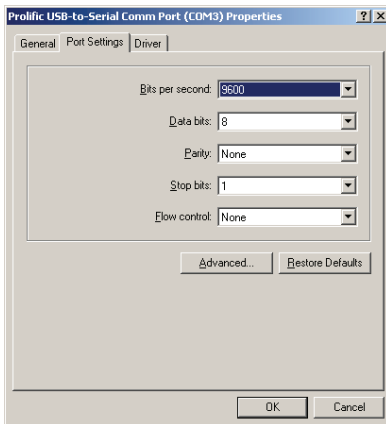 Prolific USB-to-Serial Comm Port (COM3) Properties
General Port Settings Driver
Bits per second: 9600
Data bits: 8
Parity: None
Stop bits: 1
Flow control: None
Advanced... Restore Defaults
OK Cancel